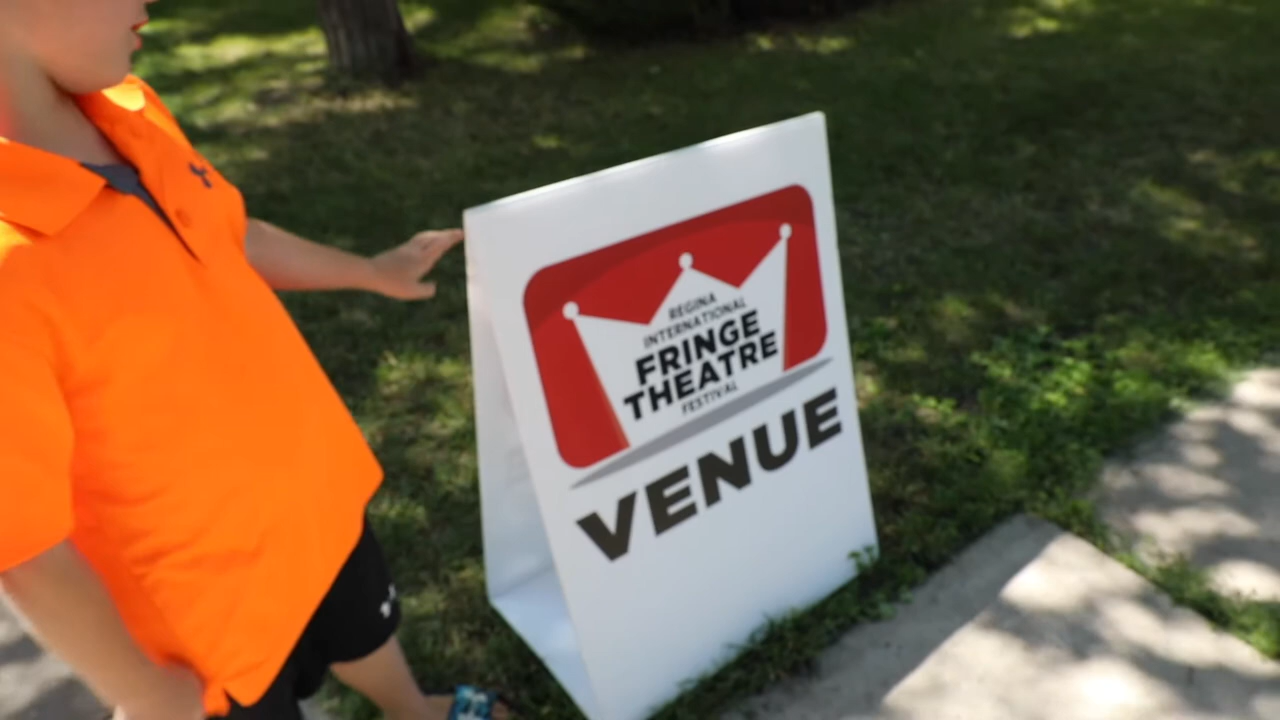 REGINA
INTERNATIONAL
FRINGE
THEATRE
FESTIVAL
VENUE